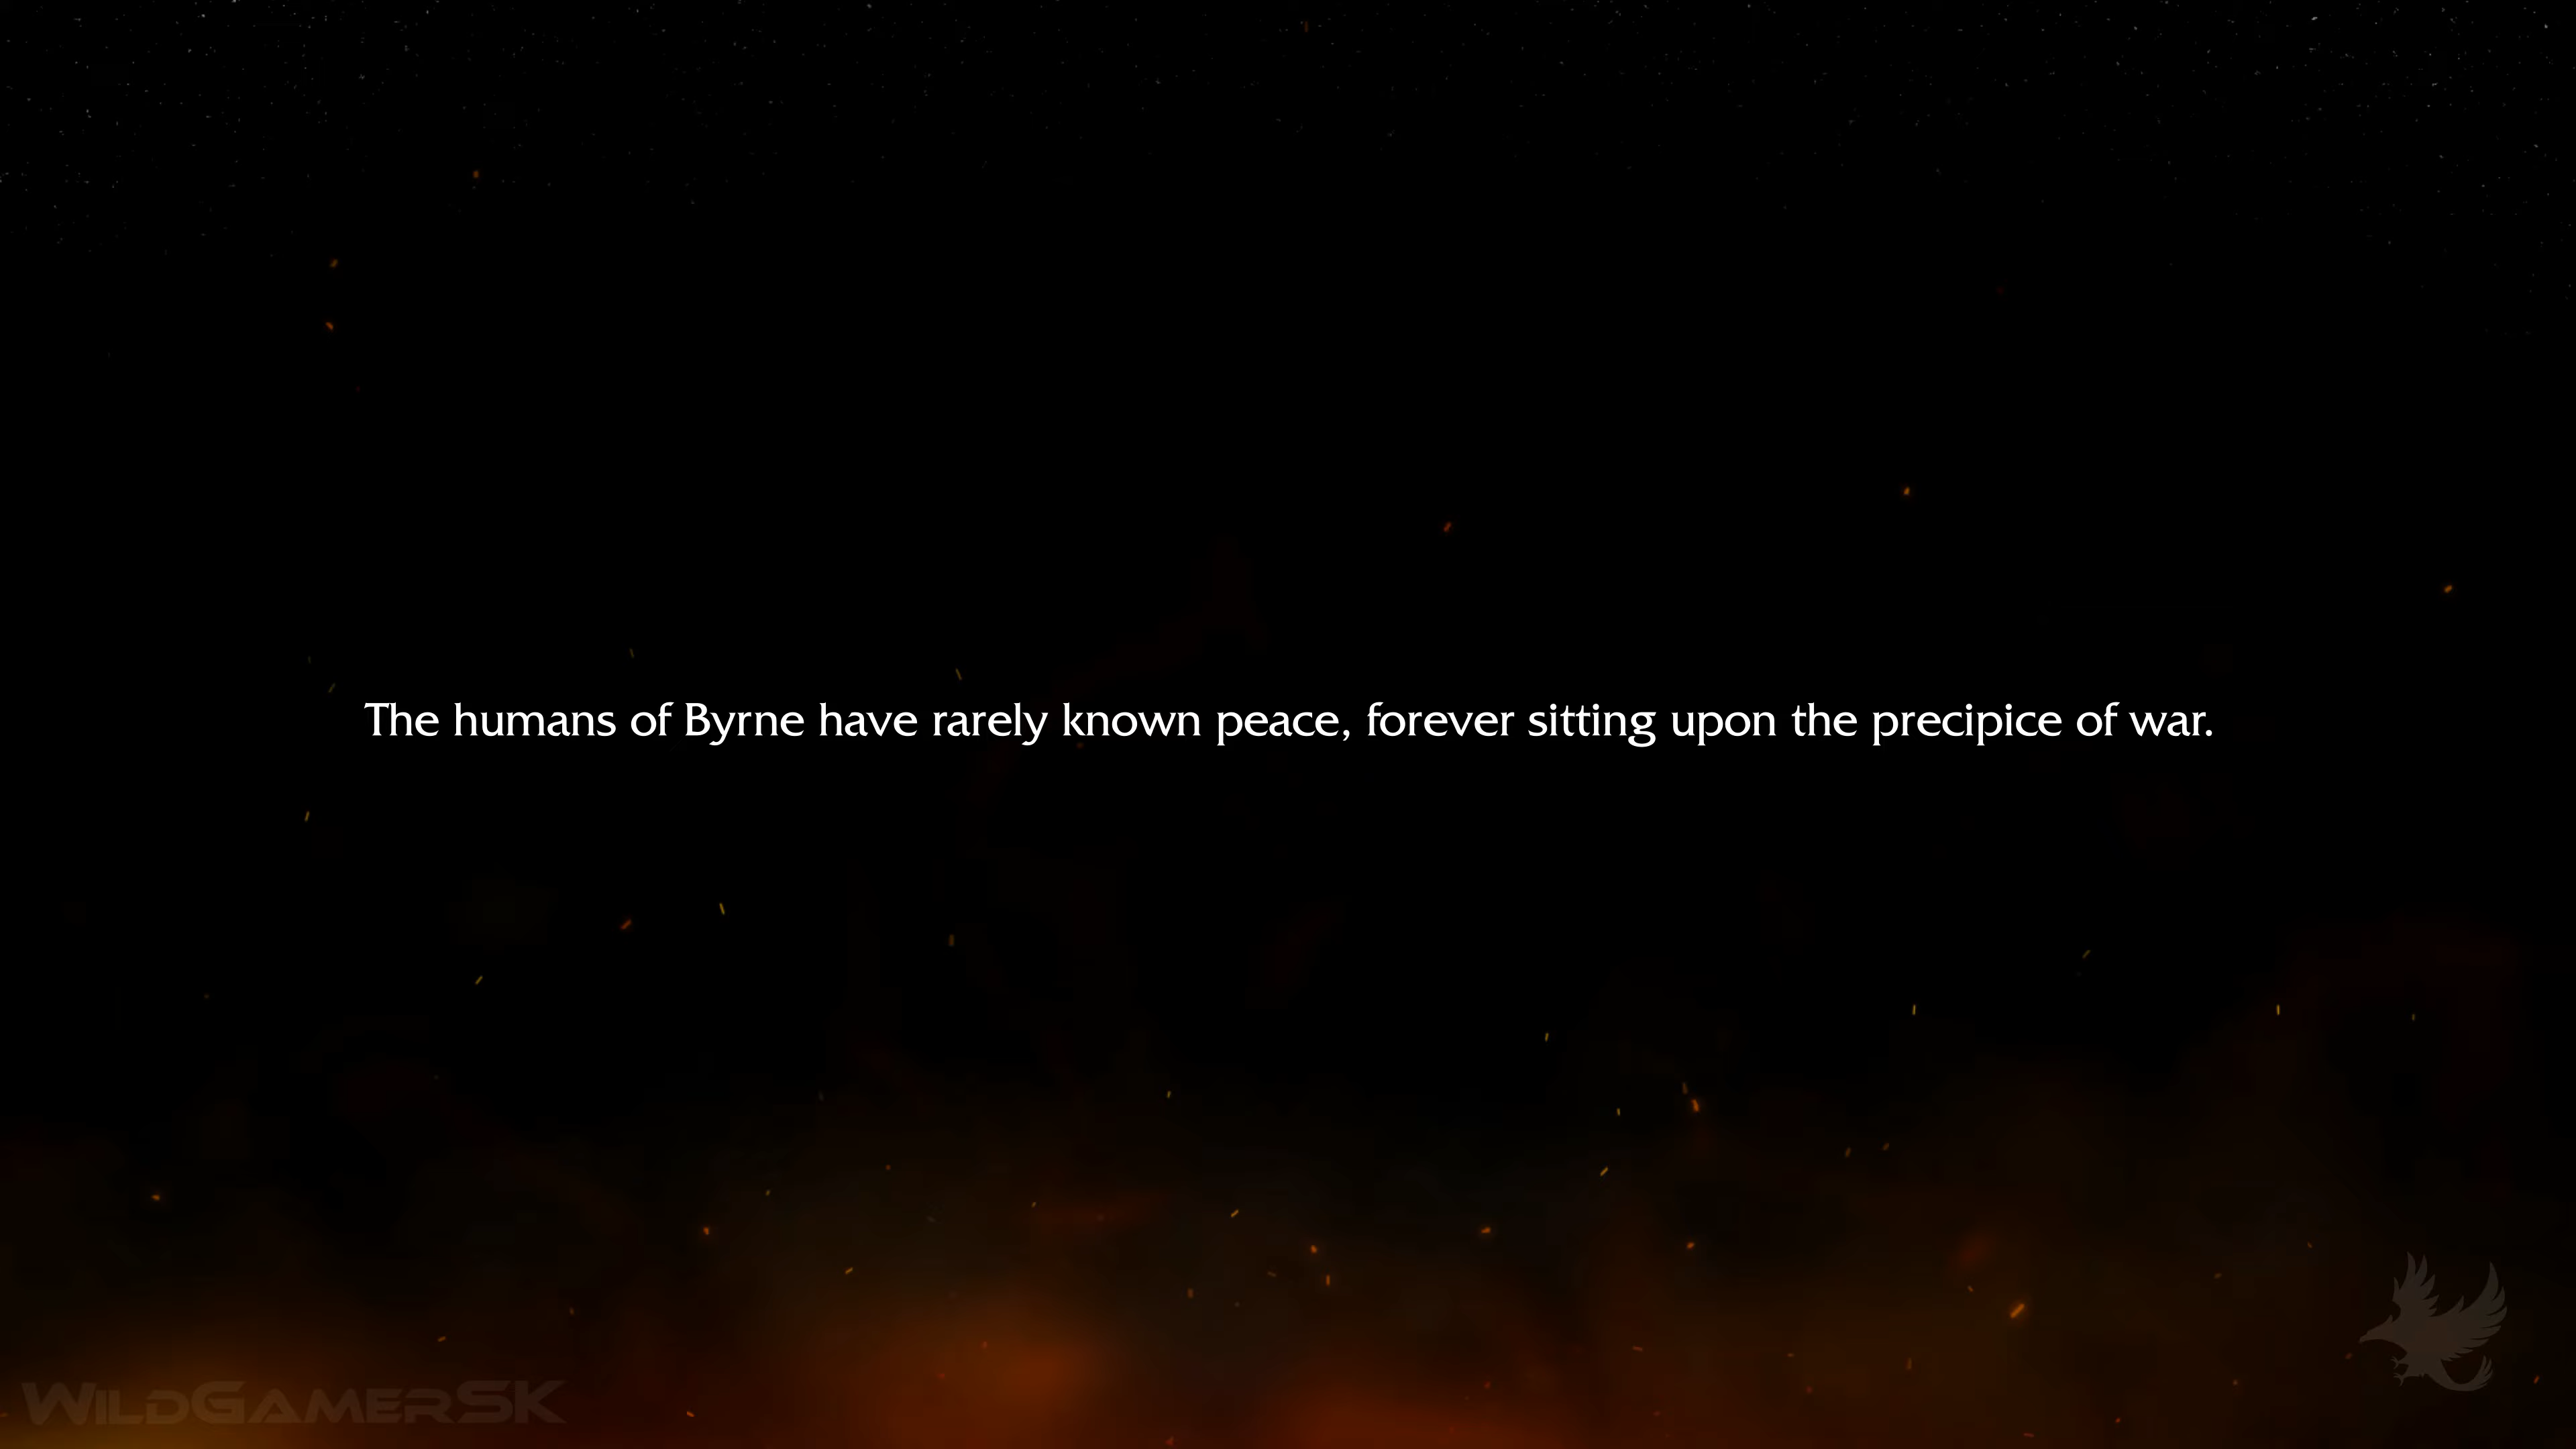 The humans of Byrne have rarely known peace, forever sitting upon the precipice of war.
WildGamerSK